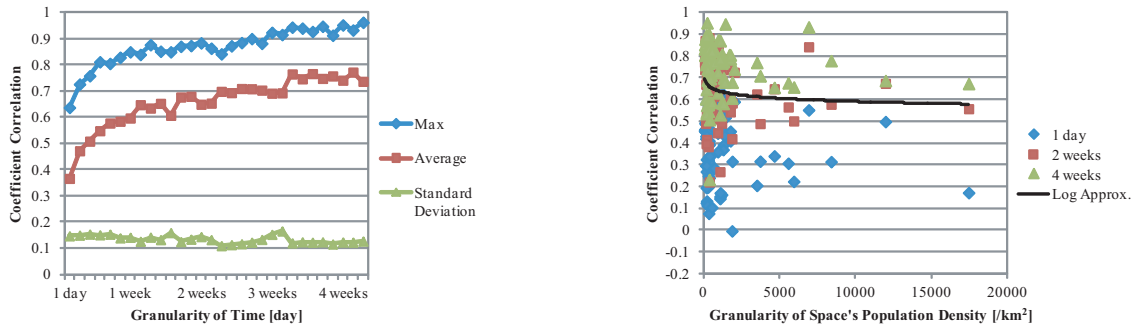 1
0.9
0.8
0.7
0.6
0.5
0.4
0.3
0.2
0.1
0
Coefficient Correlation
1 day
1 week
2 weeks
3 weeks
4 weeks
Granularity of Time [day]
Max
Average
Standard
Deviation
1
0.9
0.8
0.7
0.6
0.5
0.4
0.3
0.2
0.1
0
-0.1
-0.2
Coefficient Correlation
0
5000
10000
15000
20000
Granularity of Space's Population Density [/km²]
1 day
2 weeks
4 weeks
Log Approx.